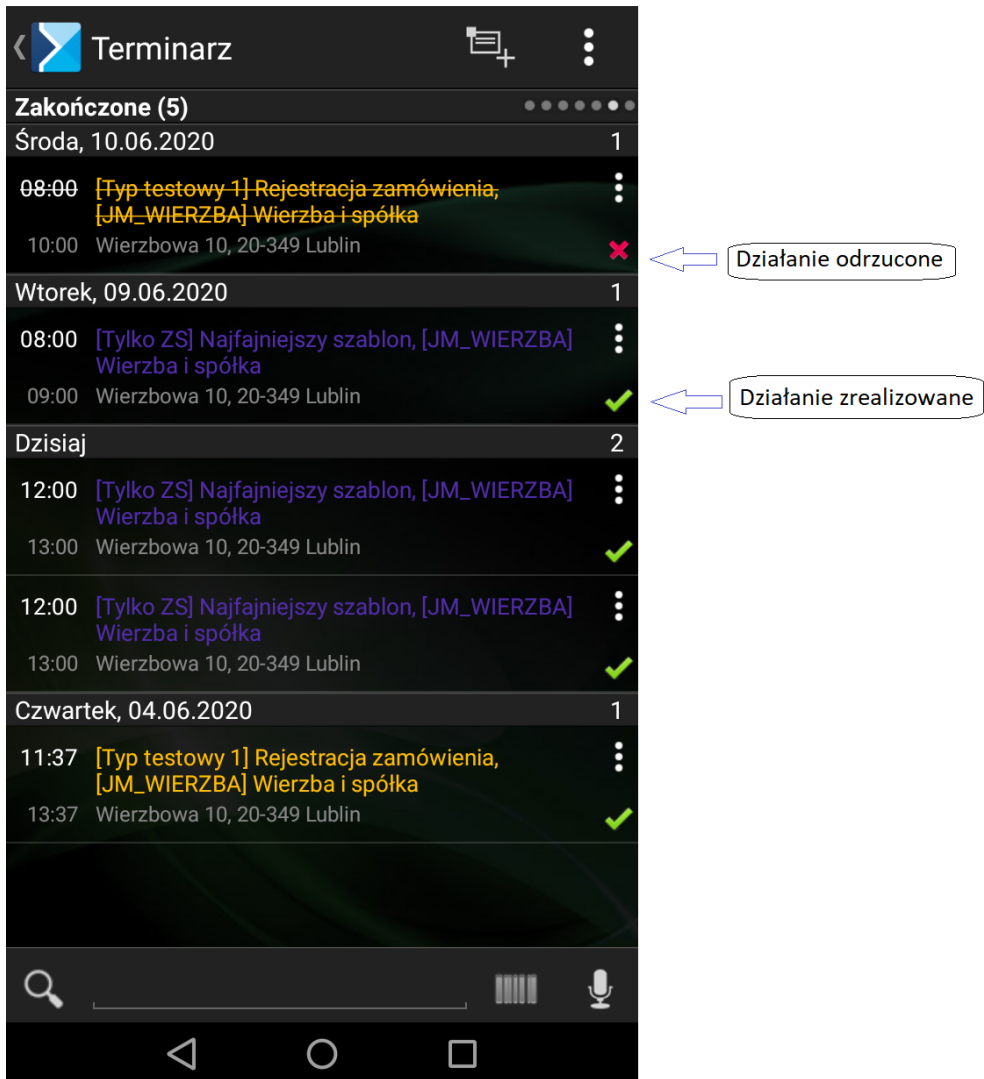 Terminarz
Zakończone (5)
Środa, 10.06.2020 1
08:00 [Typ testowy 1] Rejestracja zamówienia,
[JM_WIERZBA] Wierzba i spółka
10:00 Wierzbowa 10, 20-349 Lublin
Działanie odrzucone
Wtorek, 09.06.2020 1
08:00 [Tylko ZS] Najfajniejszy szablon, [JM_WIERZBA]
Wierzba i spółka
09:00 Wierzbowa 10, 20-349 Lublin
Działanie zrealizowane
Dzisiaj 2
12:00 [Tylko ZS] Najfajniejszy szablon, [JM_WIERZBA]
Wierzba i spółka
13:00 Wierzbowa 10, 20-349 Lublin
12:00 [Tylko ZS] Najfajniejszy szablon, [JM_WIERZBA]
Wierzba i spółka
13:00 Wierzbowa 10, 20-349 Lublin
Czwartek, 04.06.2020 1
11:37 [Typ testowy 1] Rejestracja zamówienia,
[JM_WIERZBA] Wierzba i spółka
13:37 Wierzbowa 10, 20-349 Lublin